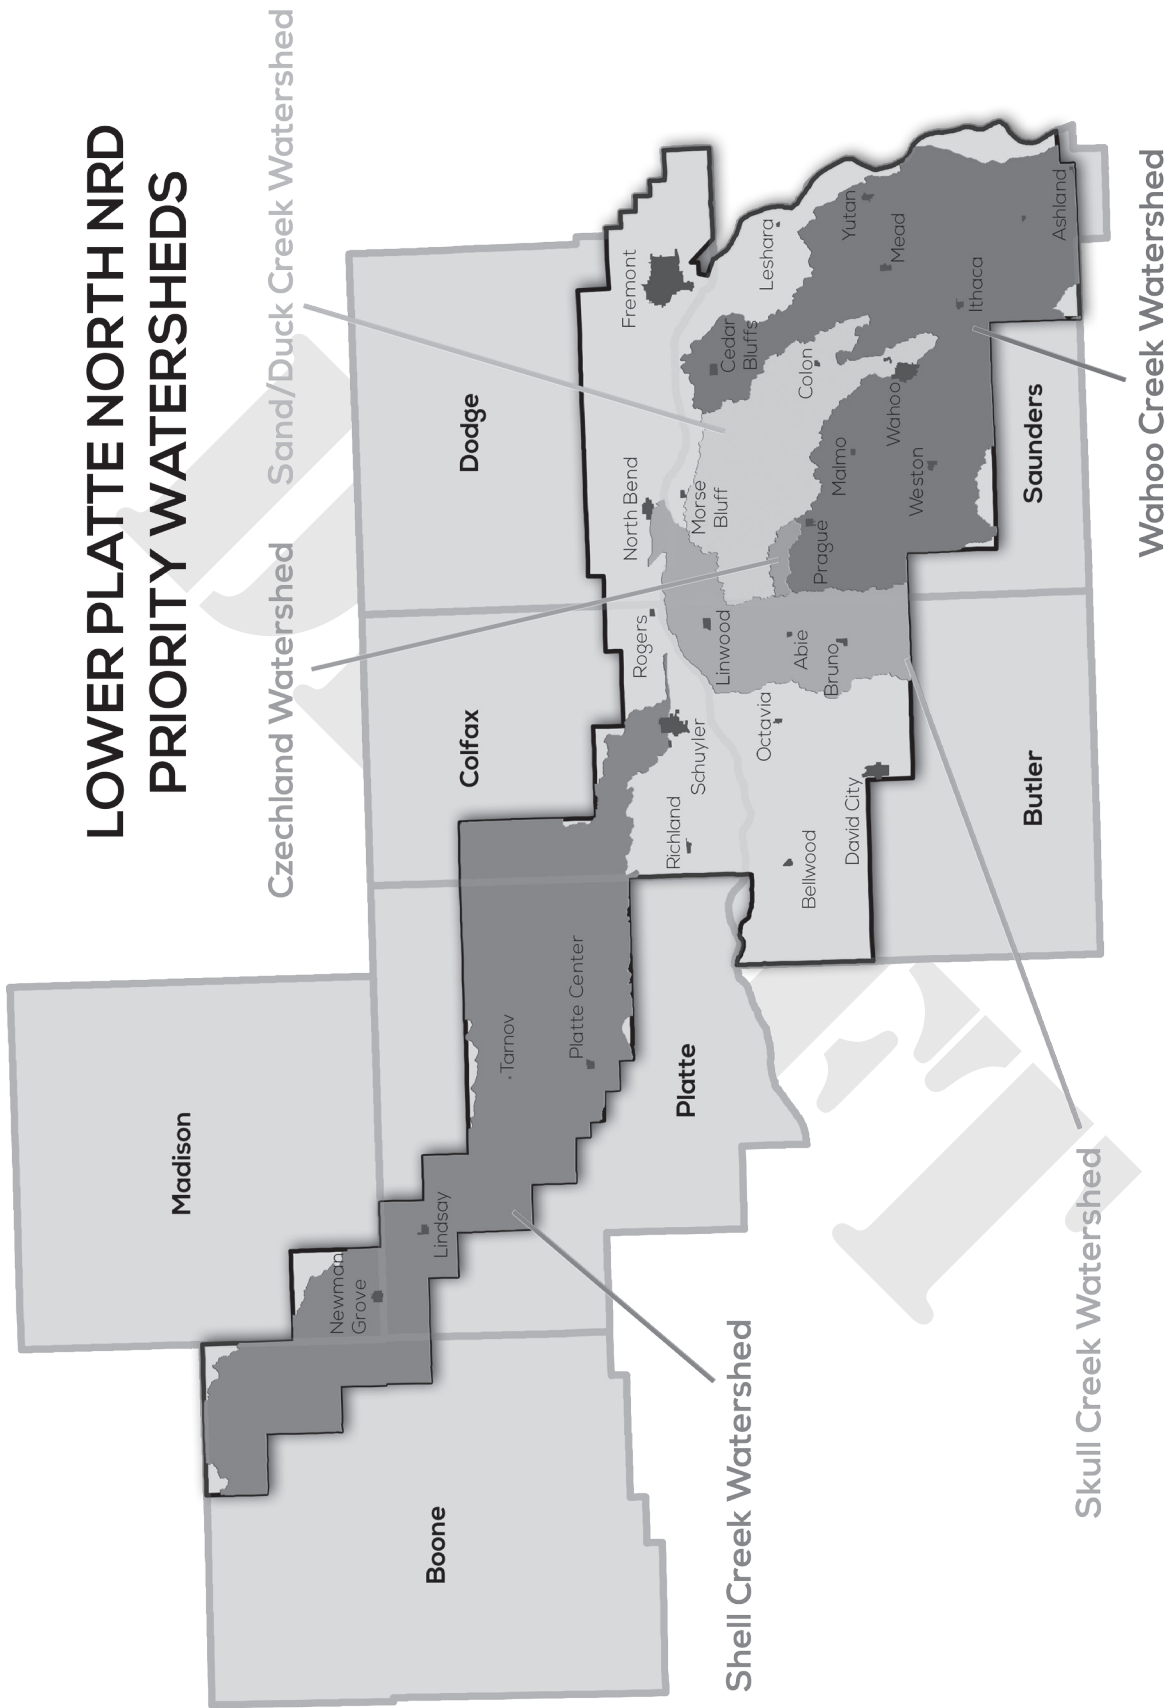 LOWER PLATTE NORTH NRD
PRIORITY WATERSHEDS
Czechland Watershed
Sand/Duck Creek Watershed
Madison
Boone
Colfax
Dodge
Newman
Grove
Lindsay
Tarnov
Platte Center
Platte
Richland
Schuyler
Rogers
North Bend
Fremont
Morse
Bluff
Linwood
Cedar
Bluffs
Leshara
Octavia
Abie
Bruno
Prague
Colon
Malmo
Yutan
Bellwood
David City
Wahoo
Mead
Weston
Ithaca
Ashland
Butler
Saunders
Shell Creek Watershed
Skull Creek Watershed
Wahoo Creek Watershed